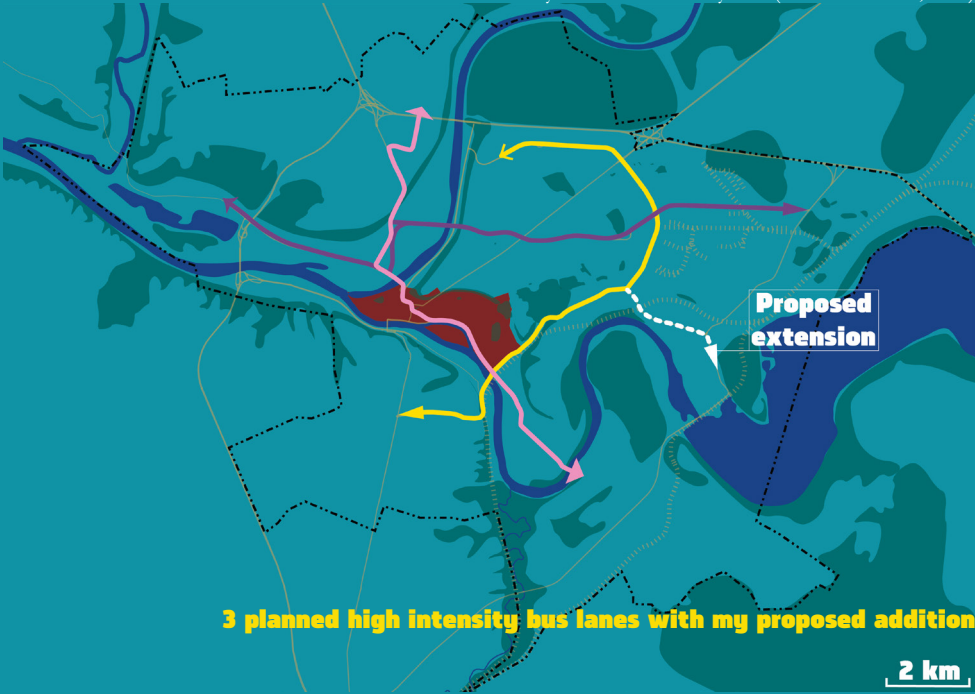 Proposed
extension
3 planned high intensity bus lanes with my proposed addition
2 km